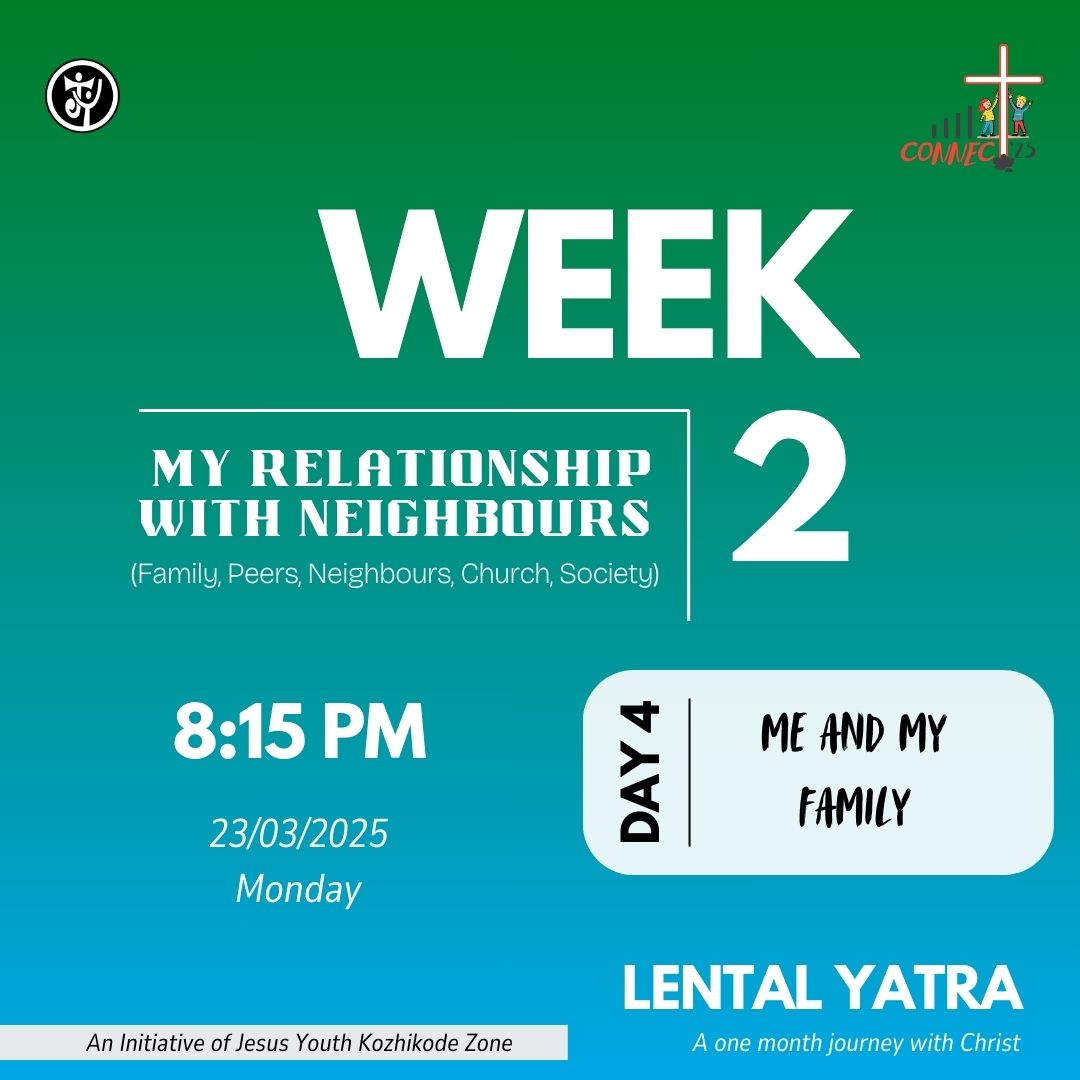 CONNECT'25
WEEK
2
MY RELATIONSHIP
WITH NEIGHBOURS
(Family, Peers, Neighbours, Church, Society)
8:15 PM
23/03/2025
Monday
DAY 4
ME AND MY
FAMILY
LENTAL YATRA
A one month journey with Christ
An Initiative of Jesus Youth Kozhikode Zone